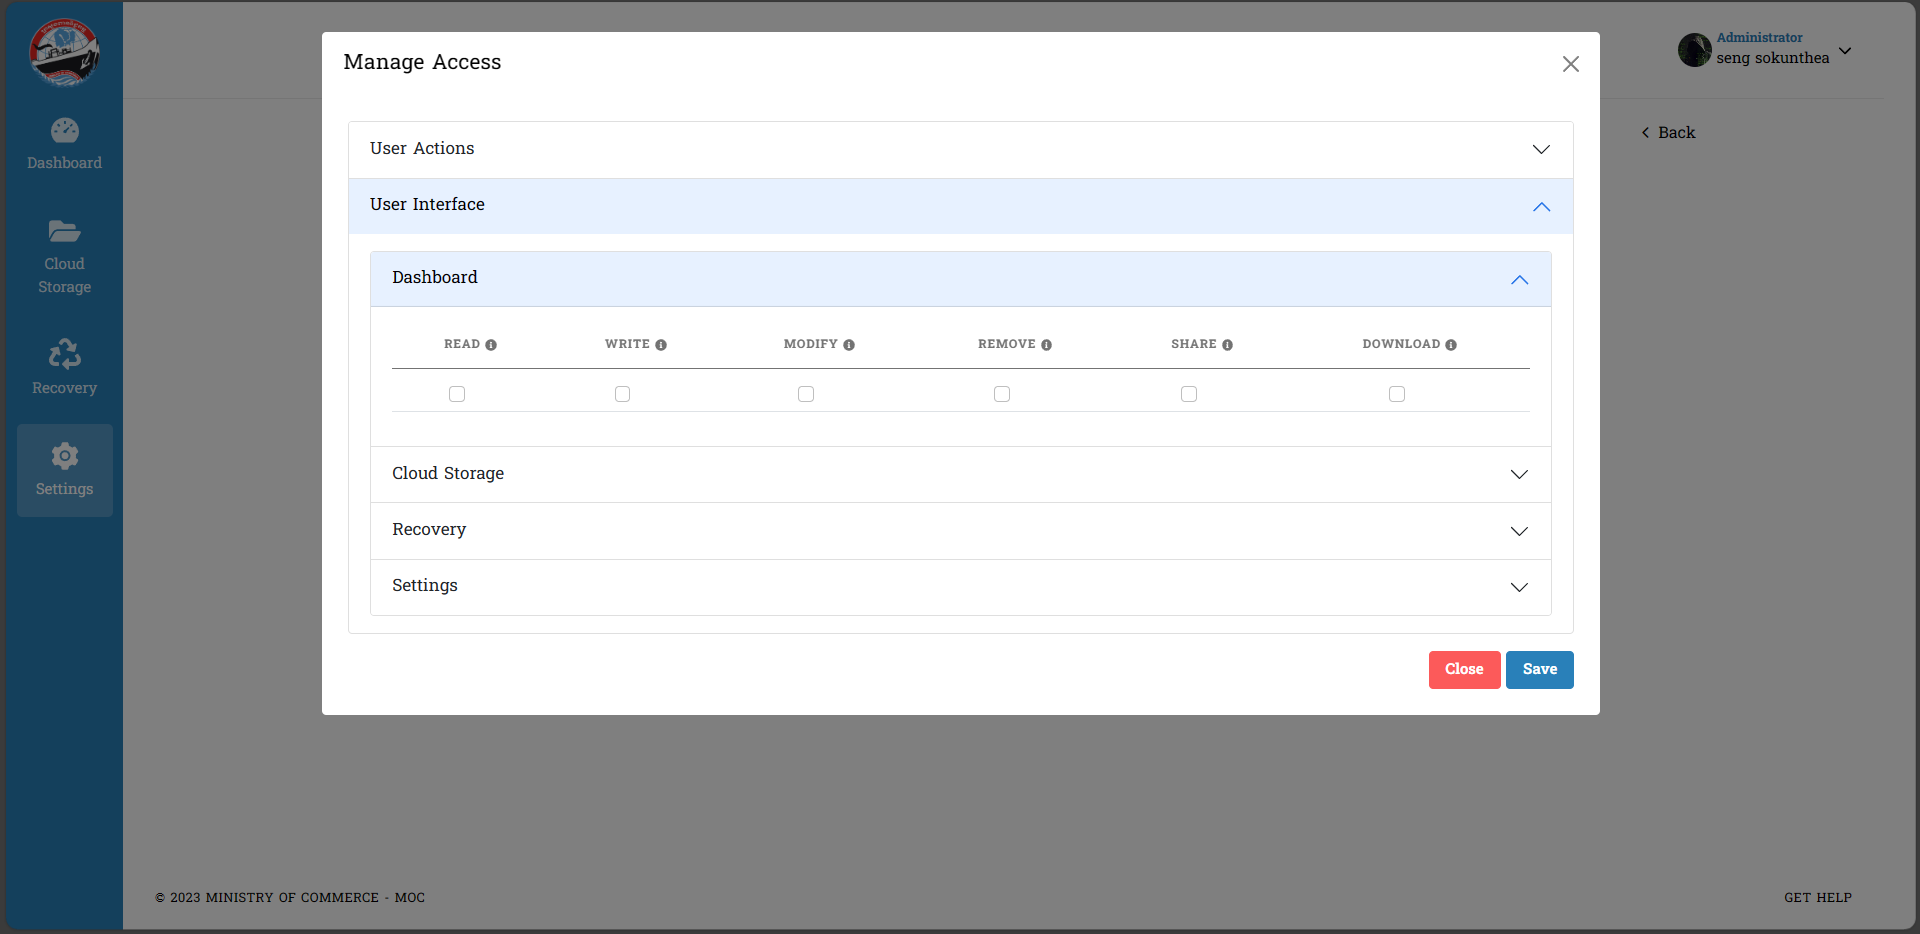 Dashboard
Cloud
Storage
Recovery
Settings
Administrator
seng sokunthea
Back
Manage Access
User Actions
User Interface
Dashboard
READ WRITE MODIFY REMOVE SHARE DOWNLOAD
Cloud Storage
Recovery
Settings
Close Save
© 2023 MINISTRY OF COMMERCE - MOC
GET HELP